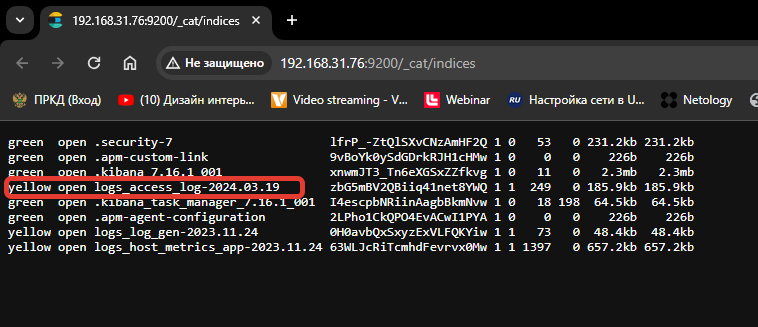 192.168.31.76:9200/_cat/indices
Не защищено 192.168.31.76:9200/_cat/indices
ПРКД (Вход) (10) Дизайн интерь... Video streaming - V... Webinar RU Настройка сети в U... Netology
green open .security-7 lfrP_-ZtQlSXvCNzAmHF2Q 1 0 53 0 231.2kb 231.2kb
green open .apm-custom-link 9vBoYk0ySdGDrkRJH1cHMw 1 0 0 0 226b 226b
green open .kibana_7.16.1_001 xnwmJT3_Tn6eXGSxZZfkvg 1 0 11 0 2.3mb 2.3mb
yellow open logs_access_log-2024.03.19 zbG5mBV2QBiiq41net8YWQ 1 1 249 0 185.9kb 185.9kb
green open .kibana_task_manager_7.16.1_001 I4escpbNRiinAagbBkmNvw 1 0 18 198 64.5kb 64.5kb
green open .apm-agent-configuration 2LPho1CkQPO4EvACwI1PYA 1 0 0 0 226b 226b
yellow open logs_log_gen-2023.11.24 0H0avbQxSxyzExVLFQKYiw 1 1 73 0 48.4kb 48.4kb
yellow open logs_host_metrics_app-2023.11.24 63WLJcRiTcmhdFevrvx0Mw 1 1 1397 0 657.2kb 657.2kb